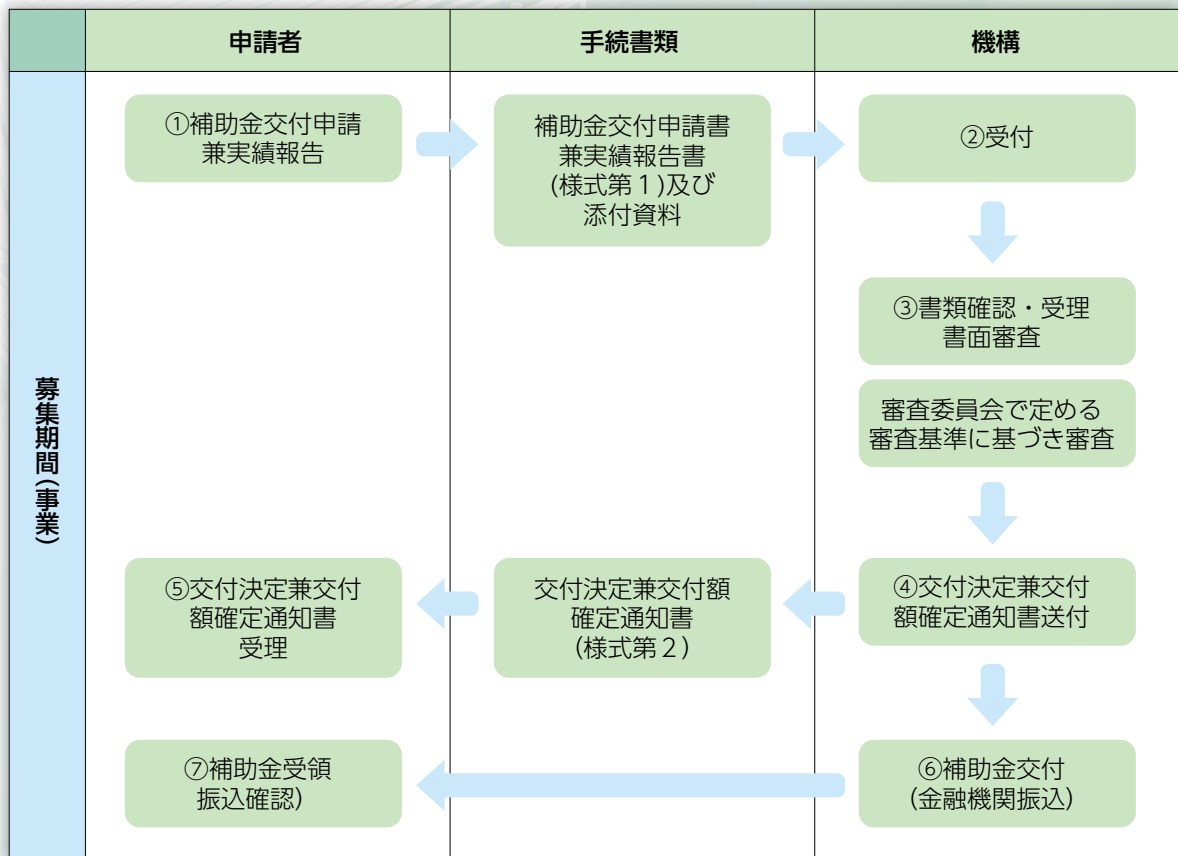 申請者
手続書類
機構
募集期間(事業)
①補助金交付申請
兼実績報告
補助金交付申請書
兼実績報告書
(様式第１)及び
添付資料
②受付
③書類確認・受理
書面審査
審査委員会で定める
審査基準に基づき審査
④交付決定兼交付
額確定通知書送付
交付決定兼交付額
確定通知書
(様式第２)
⑤交付決定兼交付
額確定通知書
受理
⑥補助金交付
(金融機関振込)
⑦補助金受領
振込確認)